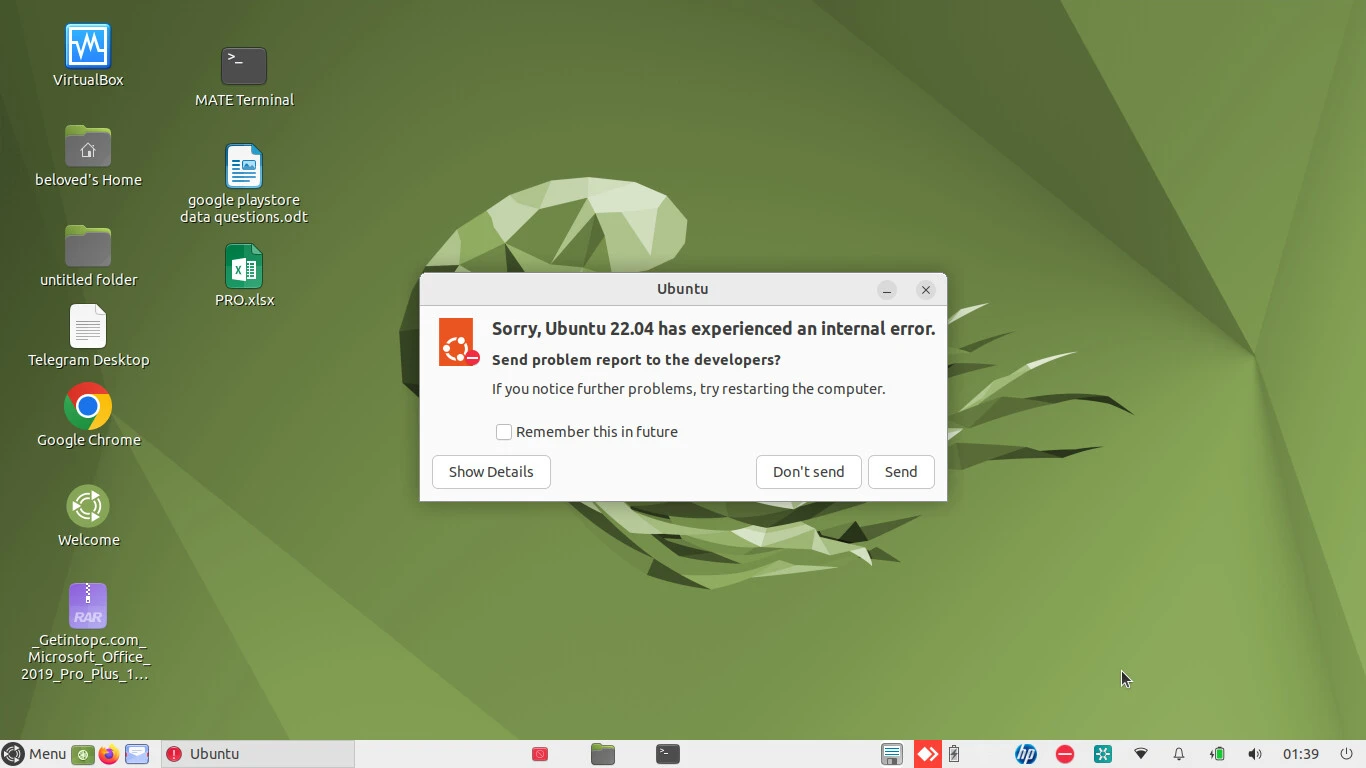 VirtualBox
MATE Terminal
beloved's Home
google playstore
data questions.odt
untitled folder
PRO.xlsx
Telegram Desktop
Google Chrome
Welcome
RAR
_Getintopc.com_
Microsoft_Office_
2019_Pro_Plus_1...
Ubuntu
Sorry, Ubuntu 22.04 has experienced an internal error.
Send problem report to the developers?
If you notice further problems, try restarting the computer.
Remember this in future
Show Details
Don't send
Send
Menu
Ubuntu
hp
01:39